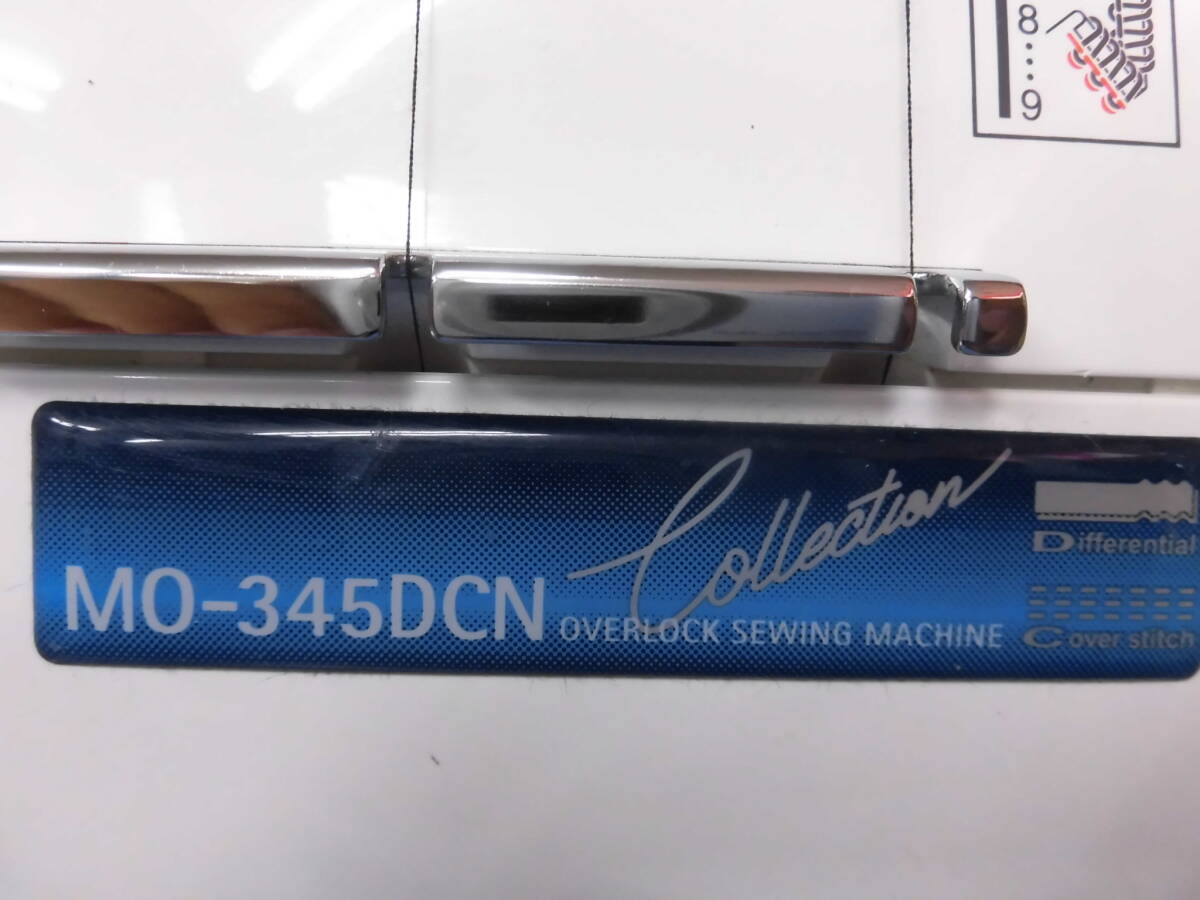 8
9
Collection
MO-345DCN
OVERLOCK SEWING MACHINE
Differential
Cover stitch